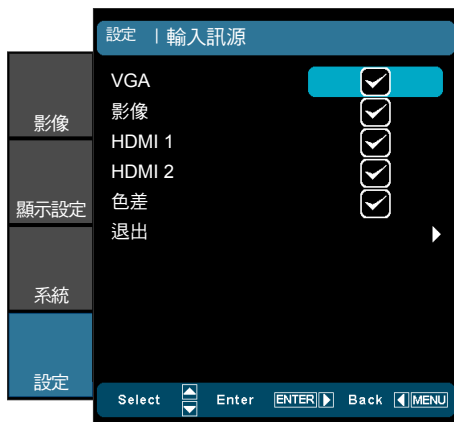 設定 | 輸入訊源
VGA
影像
HDMI 1
HDMI 2
色差
退出
影像
顯示設定
系統
設定
Select Enter ENTER Back MENU